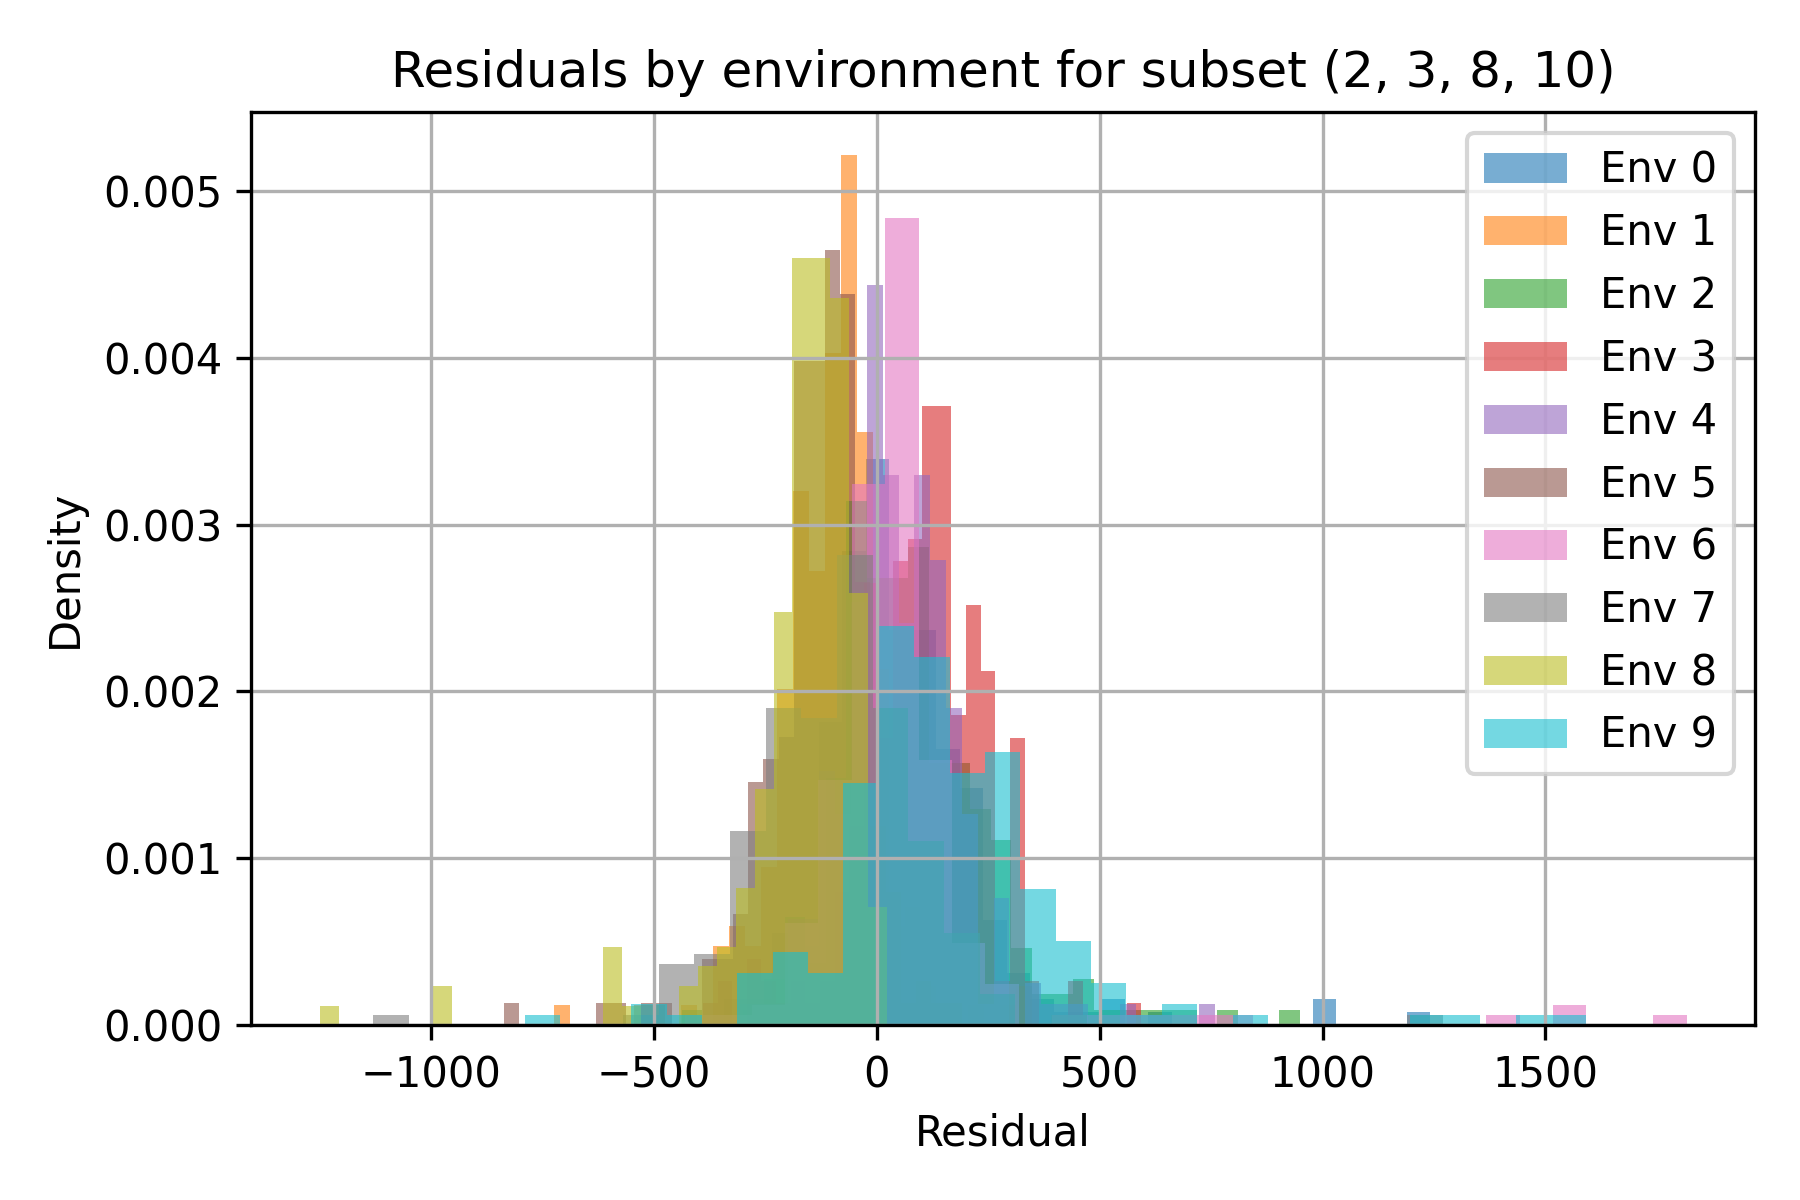 Residuals by environment for subset (2, 3, 8, 10)
Env 0
Env 1
Env 2
Env 3
Env 4
Env 5
Env 6
Env 7
Env 8
Env 9
Density
0.005
0.004
0.003
0.002
0.001
0.000
−1000 −500 0 500 1000 1500
Residual